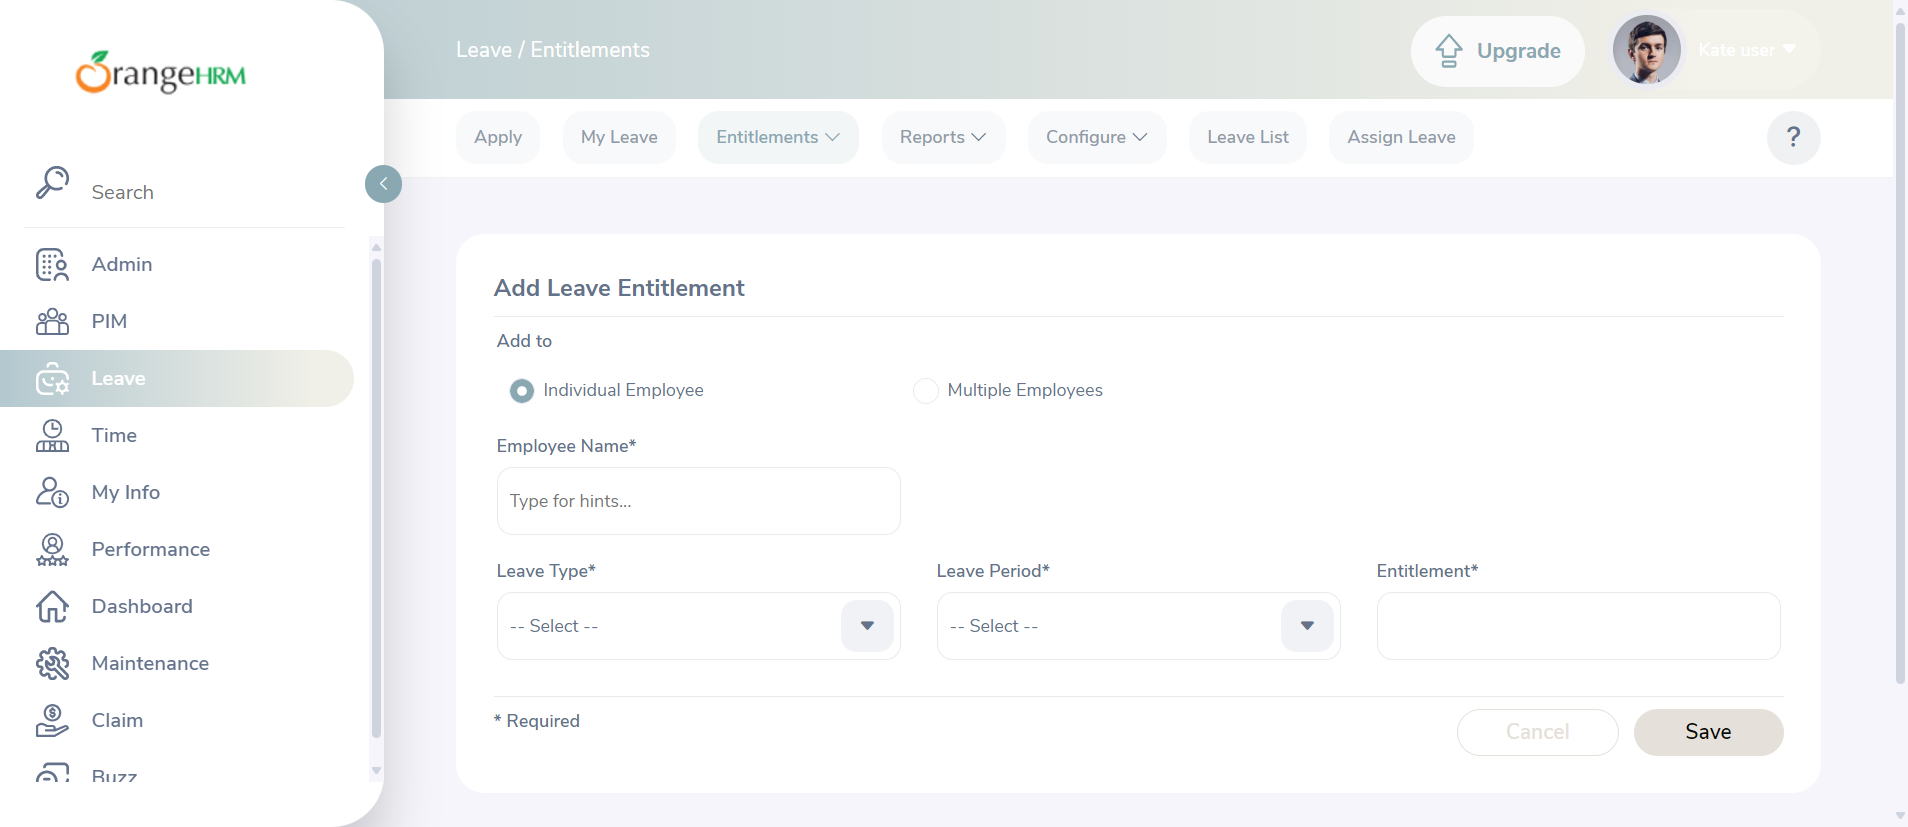 OrangeHRM
Search
Admin
PIM
Leave
Time
My Info
Performance
Dashboard
Maintenance
Claim
Buzz
Leave / Entitlements
Upgrade
Kate user
Apply
My Leave
Entitlements
Reports
Configure
Leave List
Assign Leave
?
Add Leave Entitlement
Add to
Individual Employee
Multiple Employees
Employee Name*
Type for hints...
Leave Type*
Leave Period*
Entitlement*
-- Select --
-- Select --
* Required
Cancel
Save